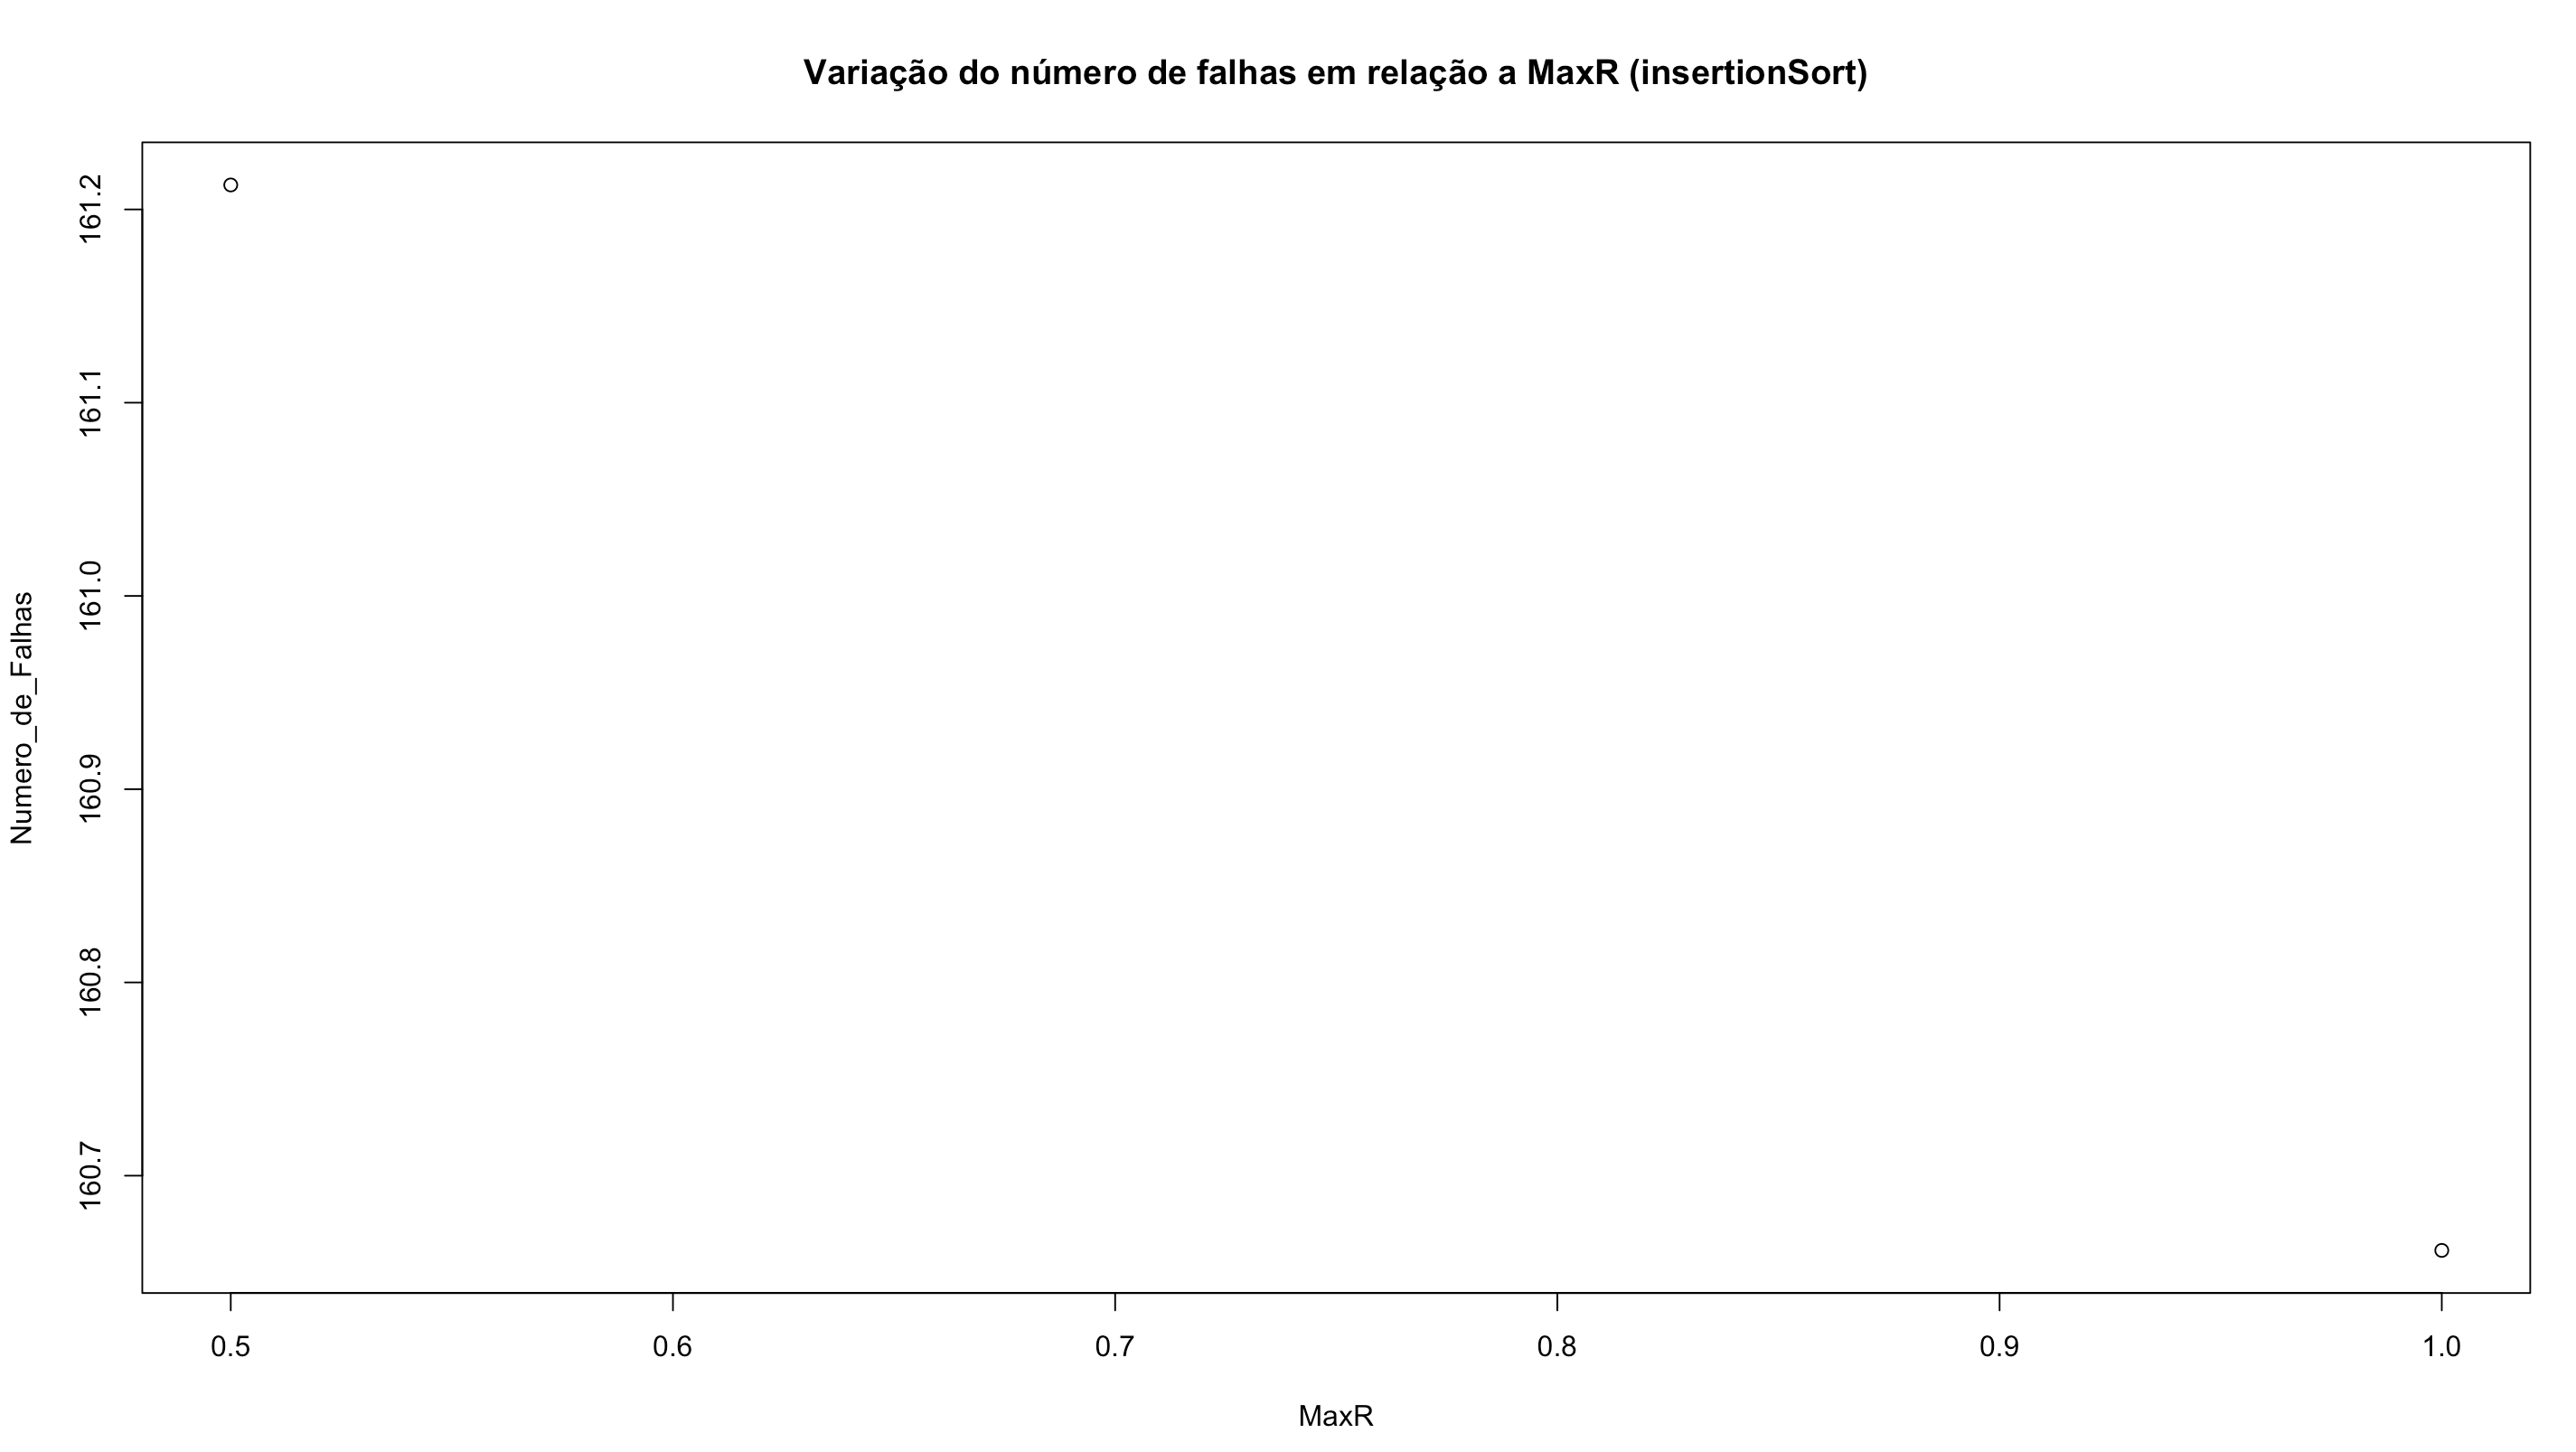 Variação do número de falhas em relação a MaxR (insertionSort)
Numero_de_Falhas
161.2
161.1
161.0
160.9
160.8
160.7
0.5 0.6 0.7 0.8 0.9 1.0
MaxR